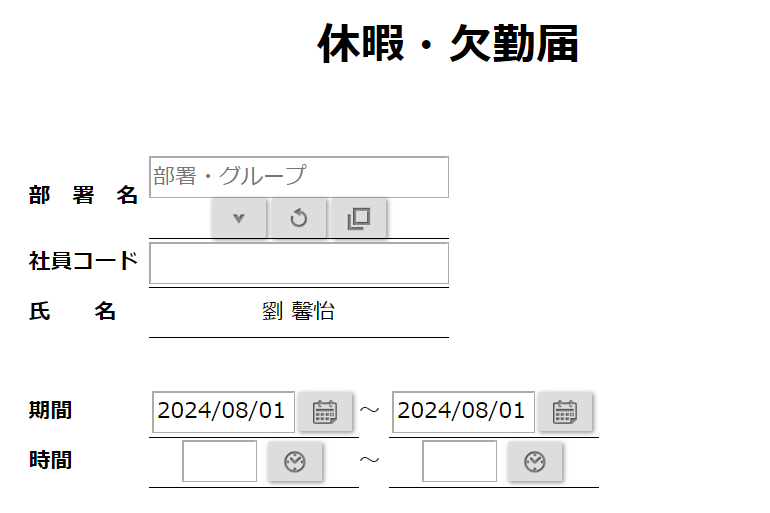 休暇・欠勤届
部　署　名 部署・グループ
社員コード
氏　　名 劉 馨怡
期間 2024/08/01 ～ 2024/08/01
時間 ～